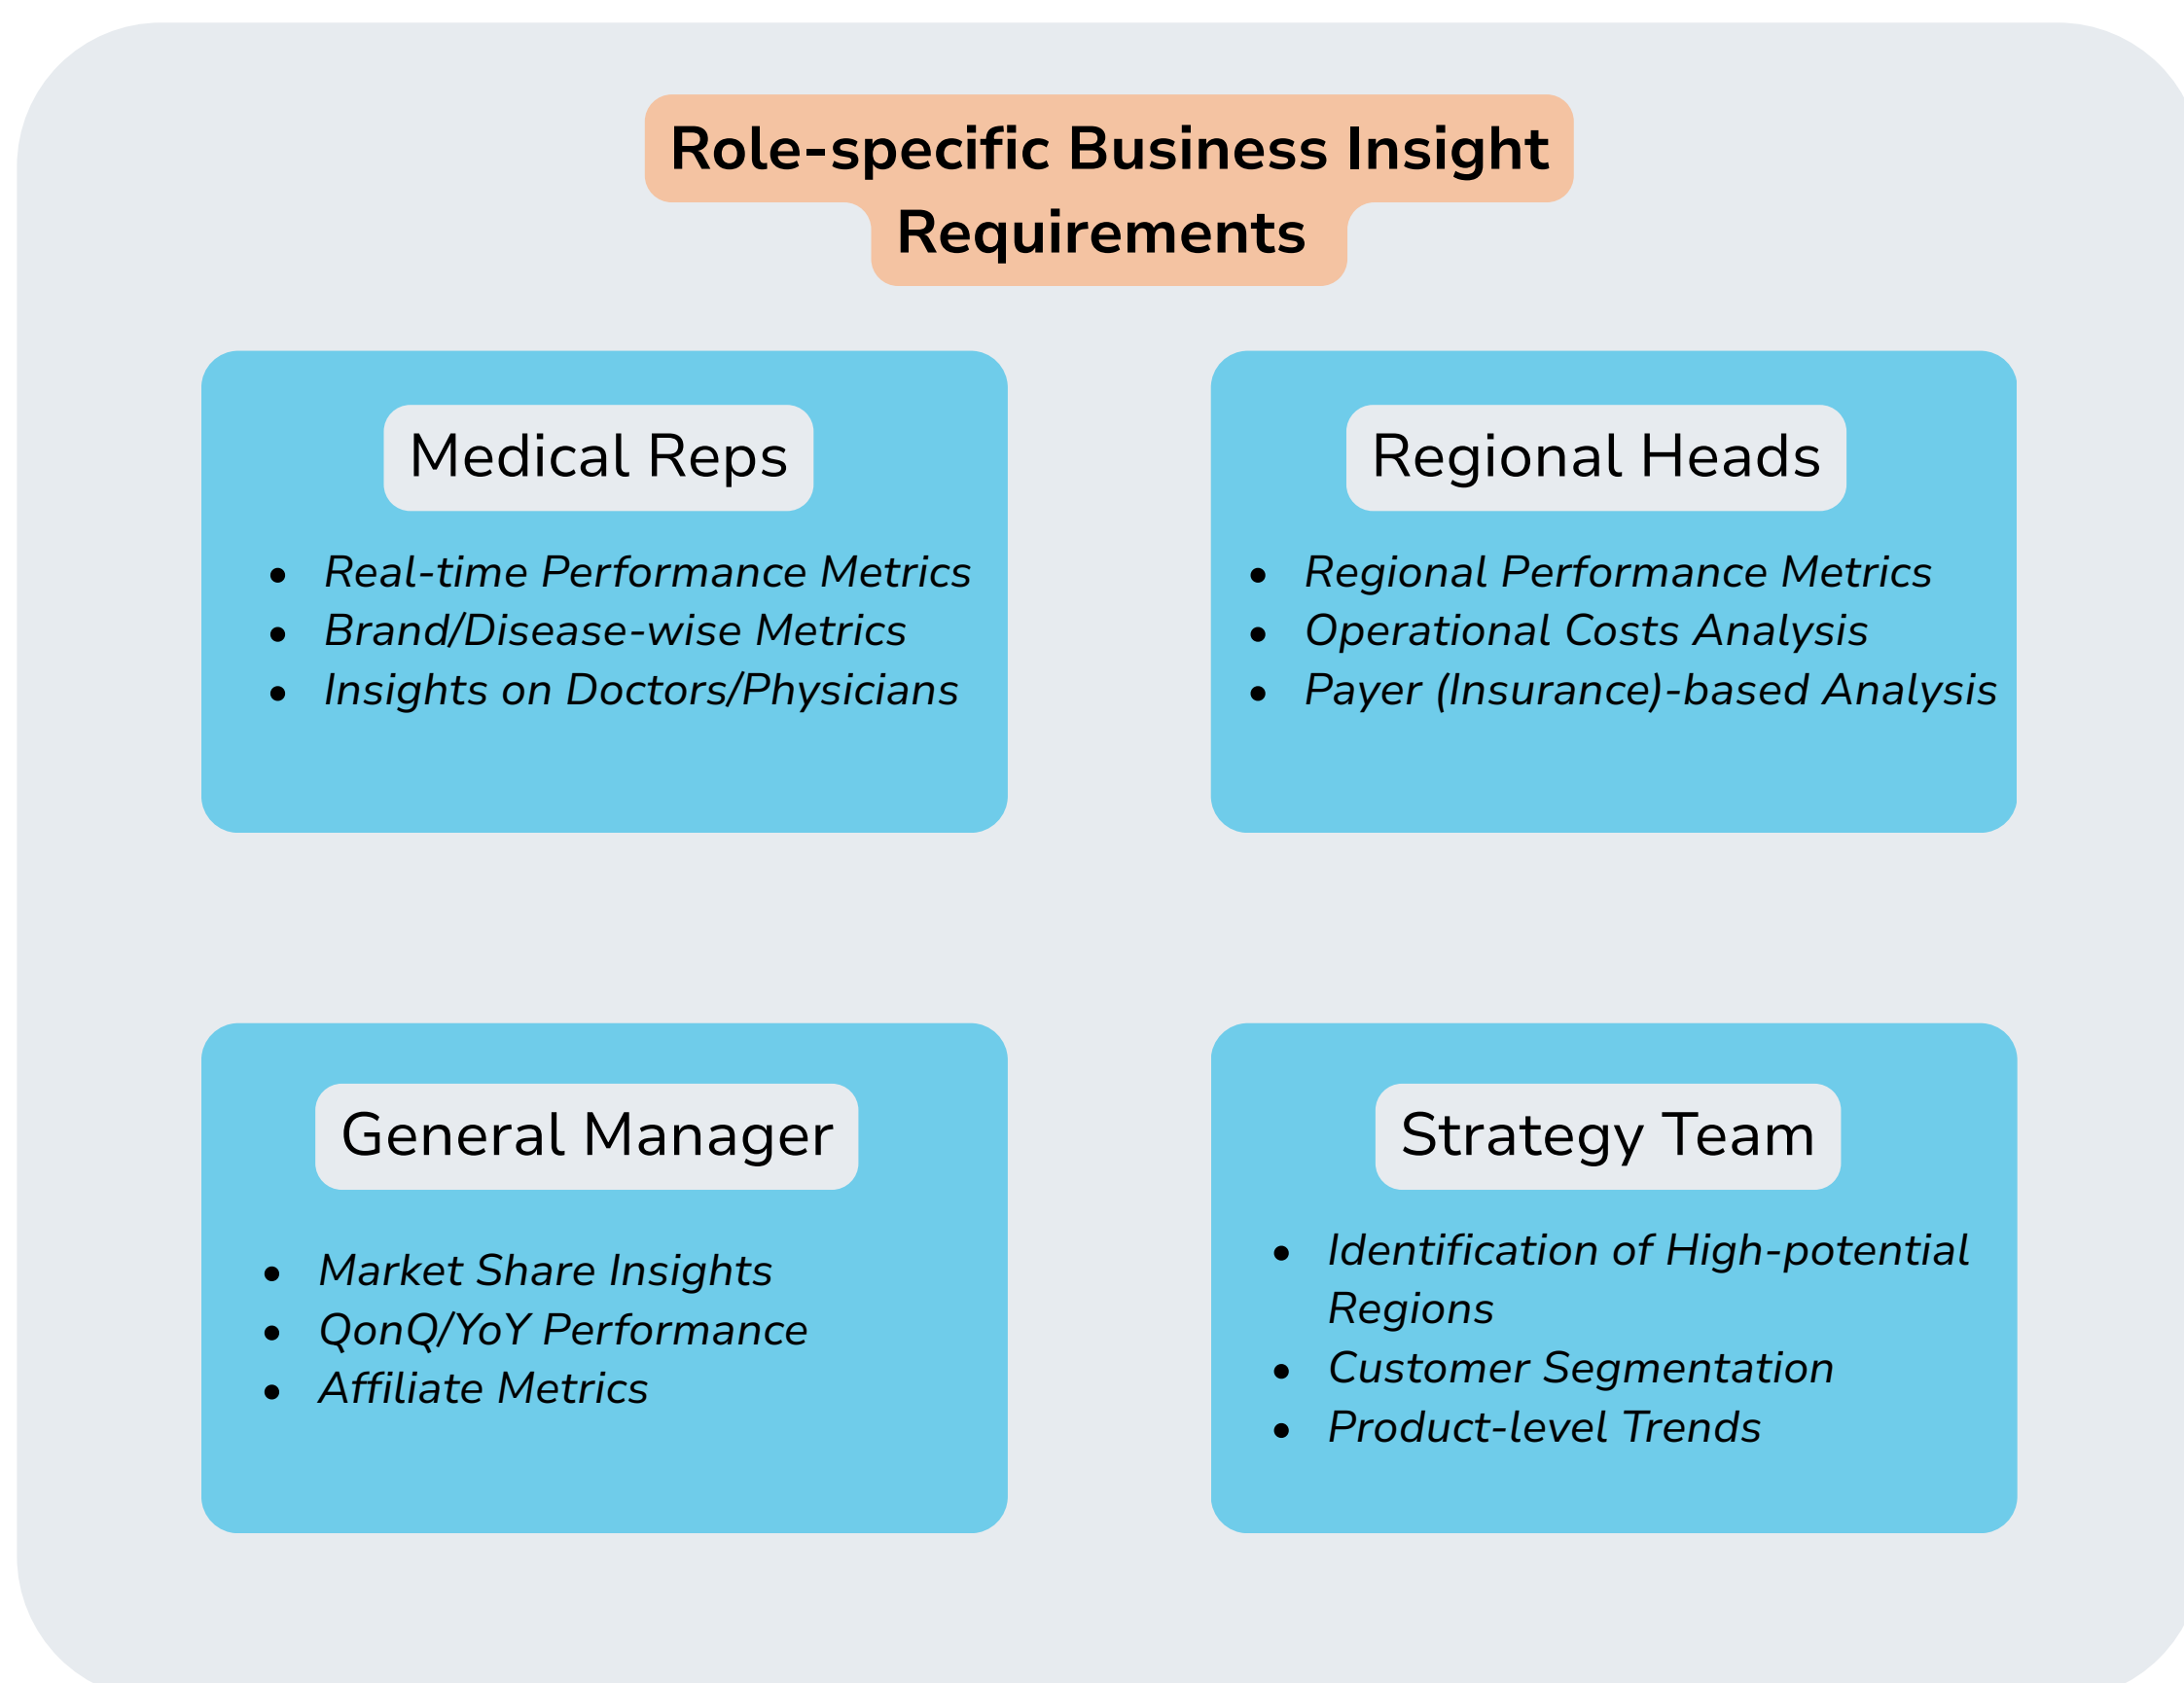 Role-specific Business Insight
Requirements
Medical Reps
• Real-time Performance Metrics
• Brand/Disease-wise Metrics
• Insights on Doctors/Physicians
Regional Heads
• Regional Performance Metrics
• Operational Costs Analysis
• Payer (Insurance)-based Analysis
General Manager
• Market Share Insights
• QonQ/YoY Performance
• Affiliate Metrics
Strategy Team
• Identification of High-potential
Regions
• Customer Segmentation
• Product-level Trends